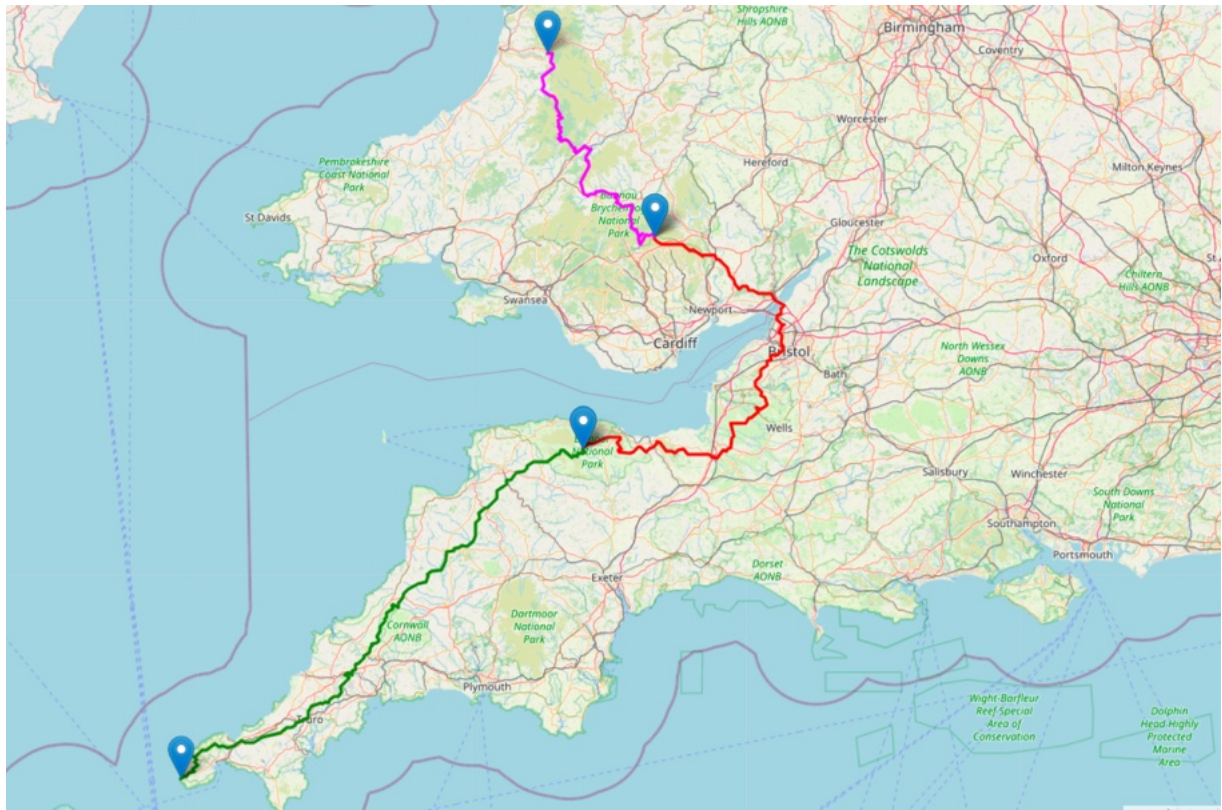 Shropshire
Hills AONB
Birmingham
Coventry
Worcester
Hereford
Milton Keynes
Pembrokeshire
Coast National
Park
St Davids
Brychein
National
Park
Gloucester
The Cotswolds
National
Landscape
Oxford
Chiltern
Hills AONB
Swansea
Newport
Cardiff
Bristol
Bath
North Wessex
Downs
AONB
Wells
National
Park
Salisbury
Winchester
South Downs
National
Park
Southampton
Portsmouth
Exeter
Dorset
AONB
Dartmoor
National
Park
Cornwall
AONB
Plymouth
Truro
Wight-Barfleur
Reef Special
Area of
Conservation
Dolphin
Head Highly
Protected
Marine
Area